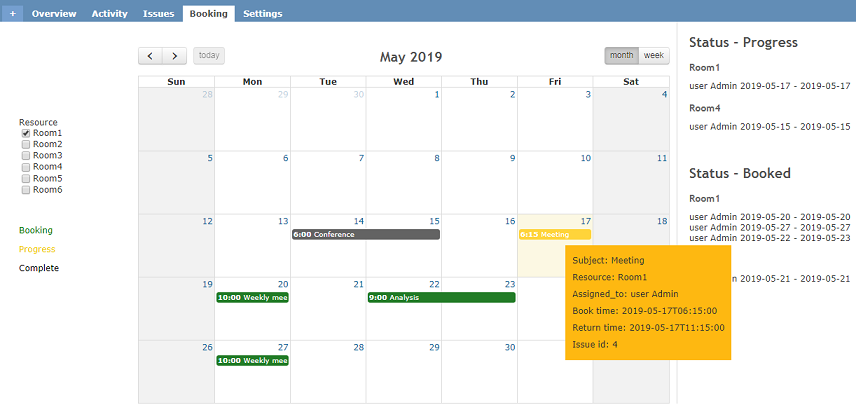 + Overview Activity Issues Booking Settings
Resource
Room1
Room2
Room3
Room4
Room5
Room6
Booking
Progress
Complete
today
May 2019
month week
Sun Mon Tue Wed Thu Fri Sat
28 29 30 1 2 3 4
5 6 7 8 9 10 11
12 13 14 15 16 17 18
6:00 Conference
6:15 Meeting
19 20 21 22 23
10:00 Weekly mee
9:00 Analysis
26 27 28 29 30
10:00 Weekly mee
Subject: Meeting
Resource: Room1
Assigned_to: user Admin
Book time: 2019-05-17T06:15:00
Return time: 2019-05-17T11:15:00
Issue id: 4
Status - Progress
Room1
user Admin 2019-05-17 - 2019-05-17
Room4
user Admin 2019-05-15 - 2019-05-15
Status - Booked
Room1
user Admin 2019-05-20 - 2019-05-20
user Admin 2019-05-27 - 2019-05-27
user Admin 2019-05-22 - 2019-05-23
dmin 2019-05-21 - 2019-05-21